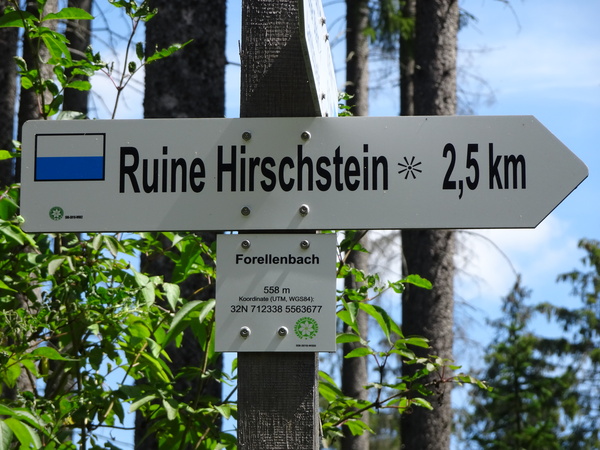 Ruine Hirschstein * 2,5 km
Forellenbach
558 m
Koordinate (UTM, WGS84):
32N 712338 5563677